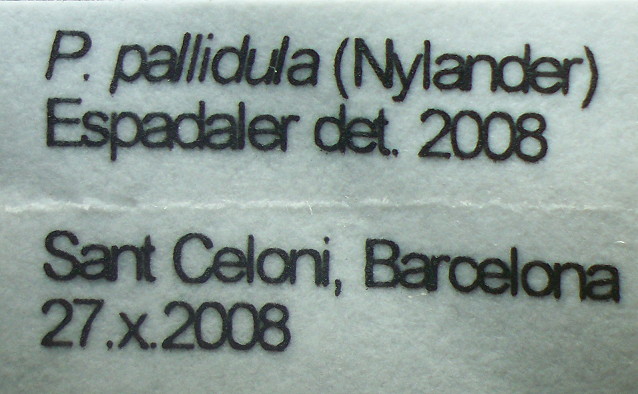 P. pallidula (Nylander)
Espadaler det. 2008
Sant Celoni, Barcelona
27.x.2008